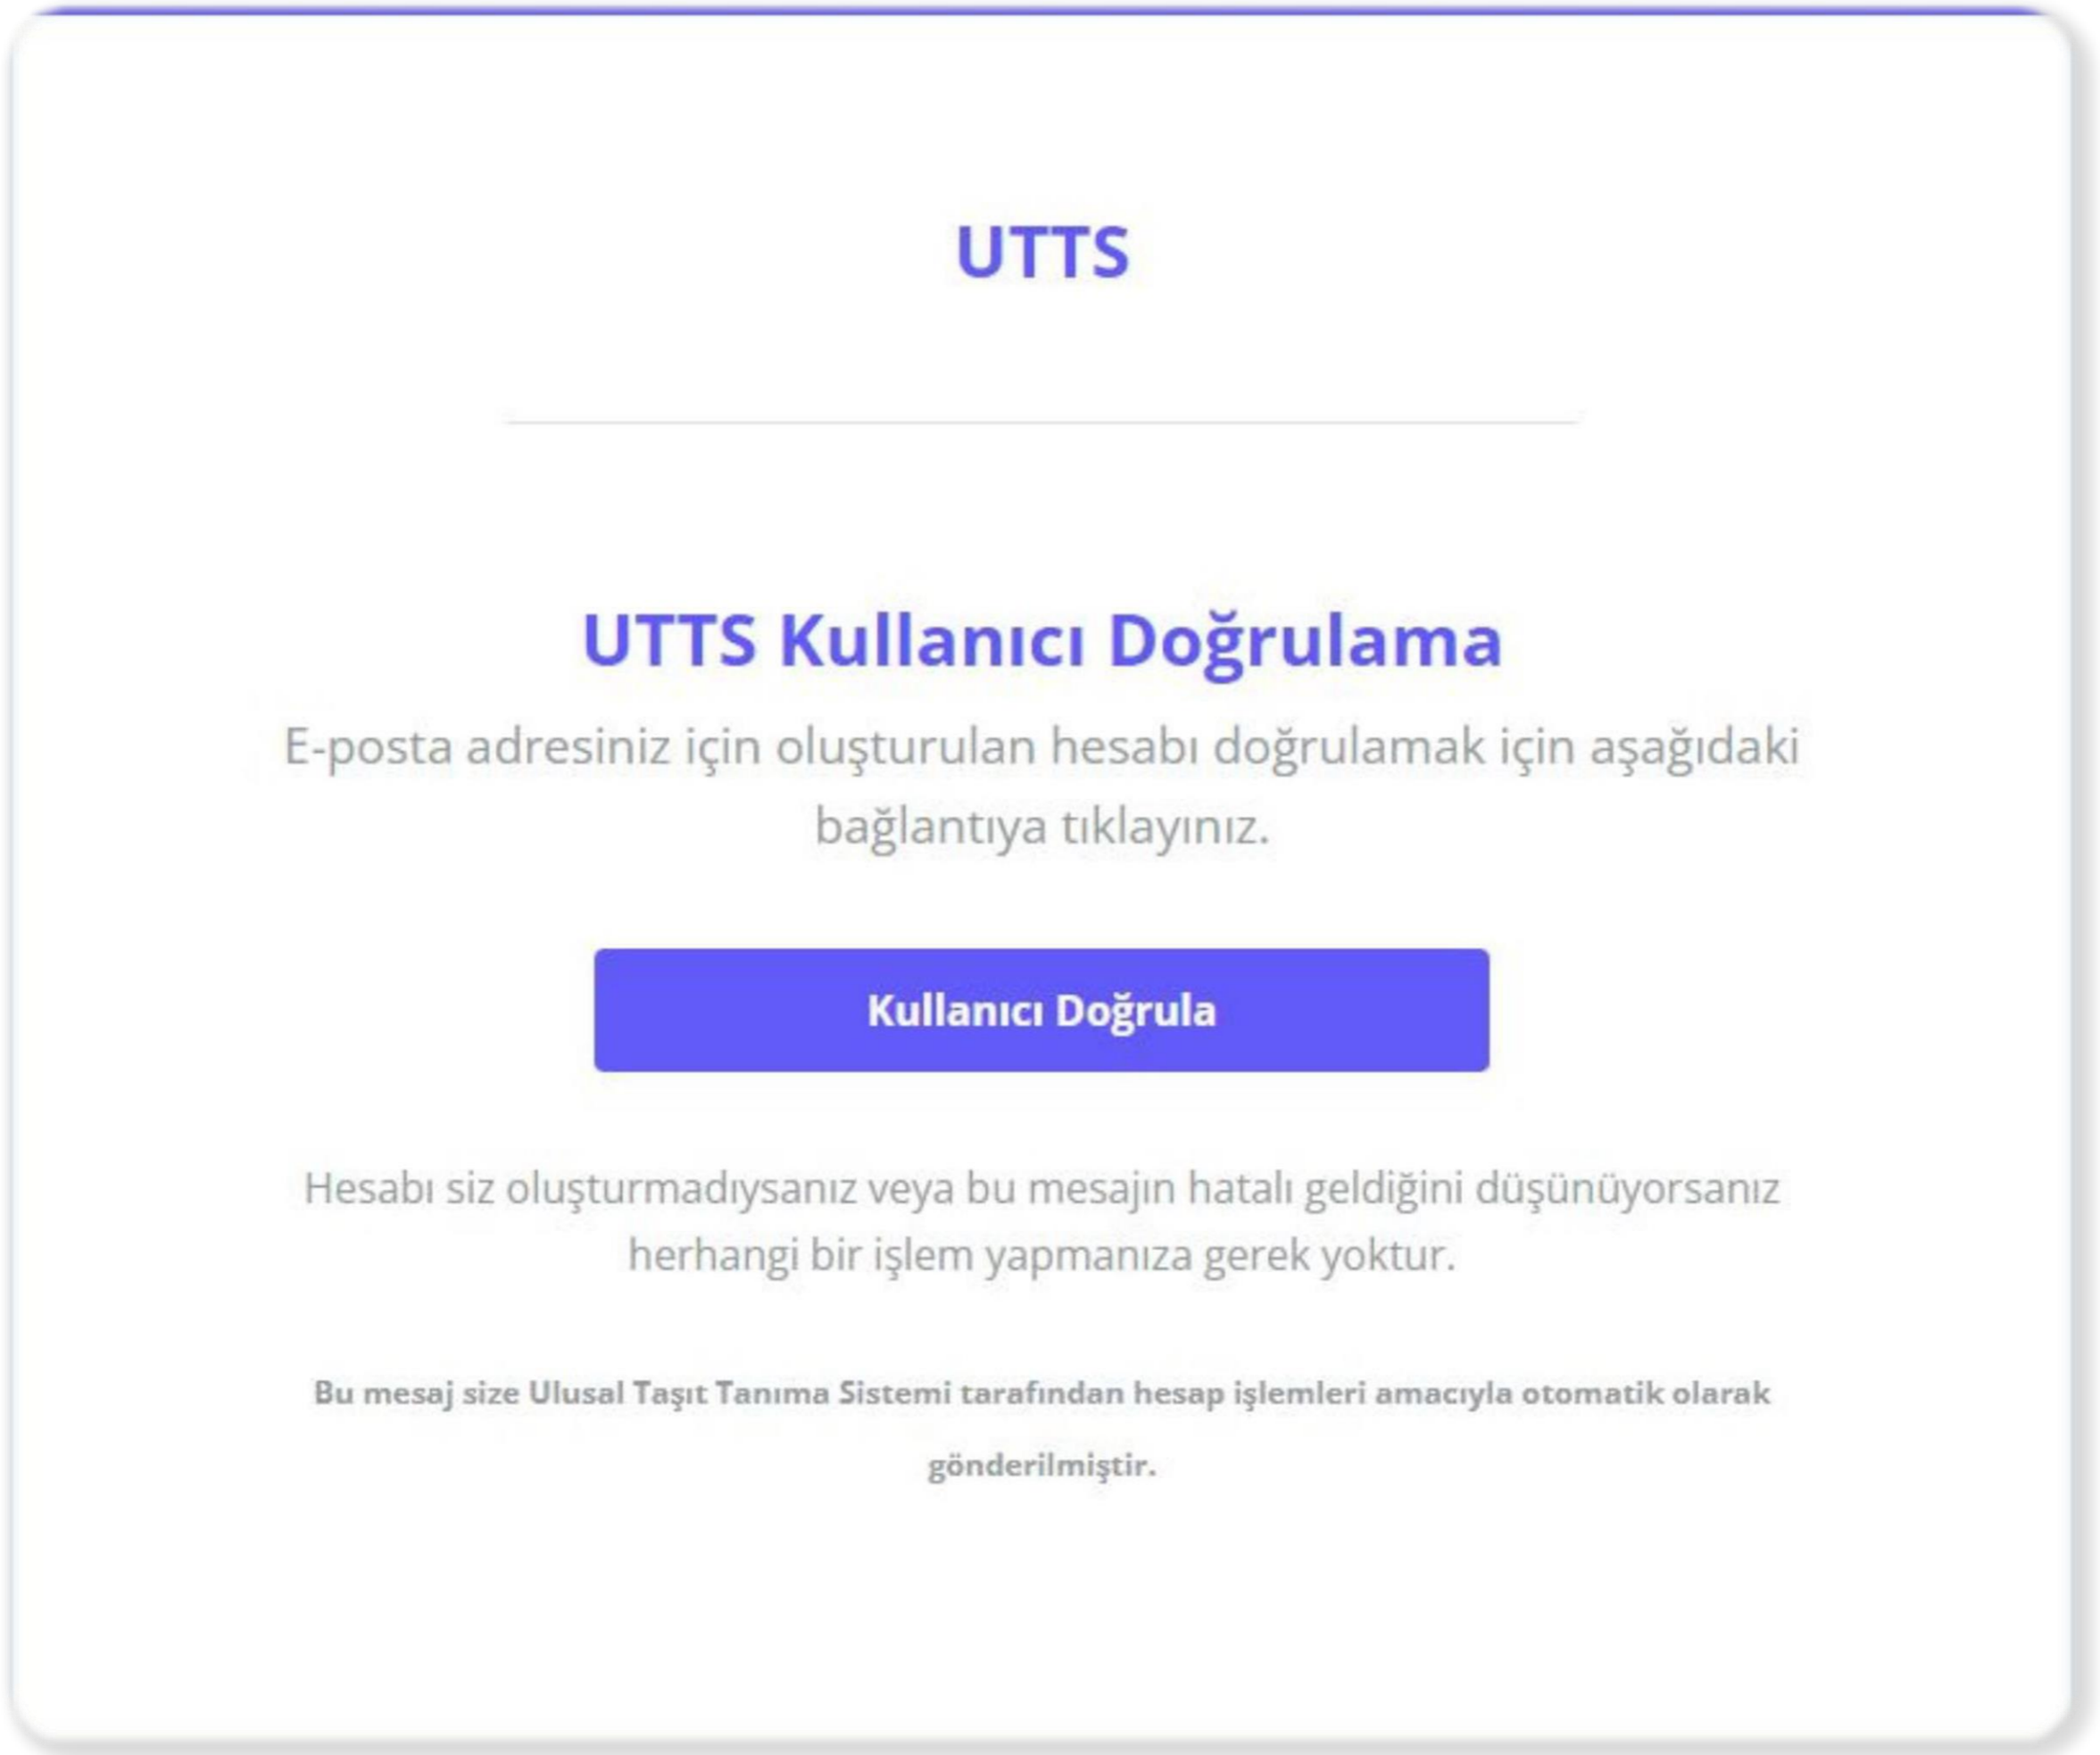 UTTS
UTTS Kullanıcı Doğrulama
E-posta adresiniz için oluşturulan hesabı doğrulamak için aşağıdaki
bağlantıya tıklayınız.
Kullanıcı Doğrula
Hesabı siz oluşturmadıysanız veya bu mesajın hatalı geldiğini düşünüyorsanız
herhangi bir işlem yapmanıza gerek yoktur.
Bu mesaj size Ulusal Taşıt Tanıma Sistemi tarafından hesap işlemleri amacıyla otomatik olarak
gönderilmiştir.